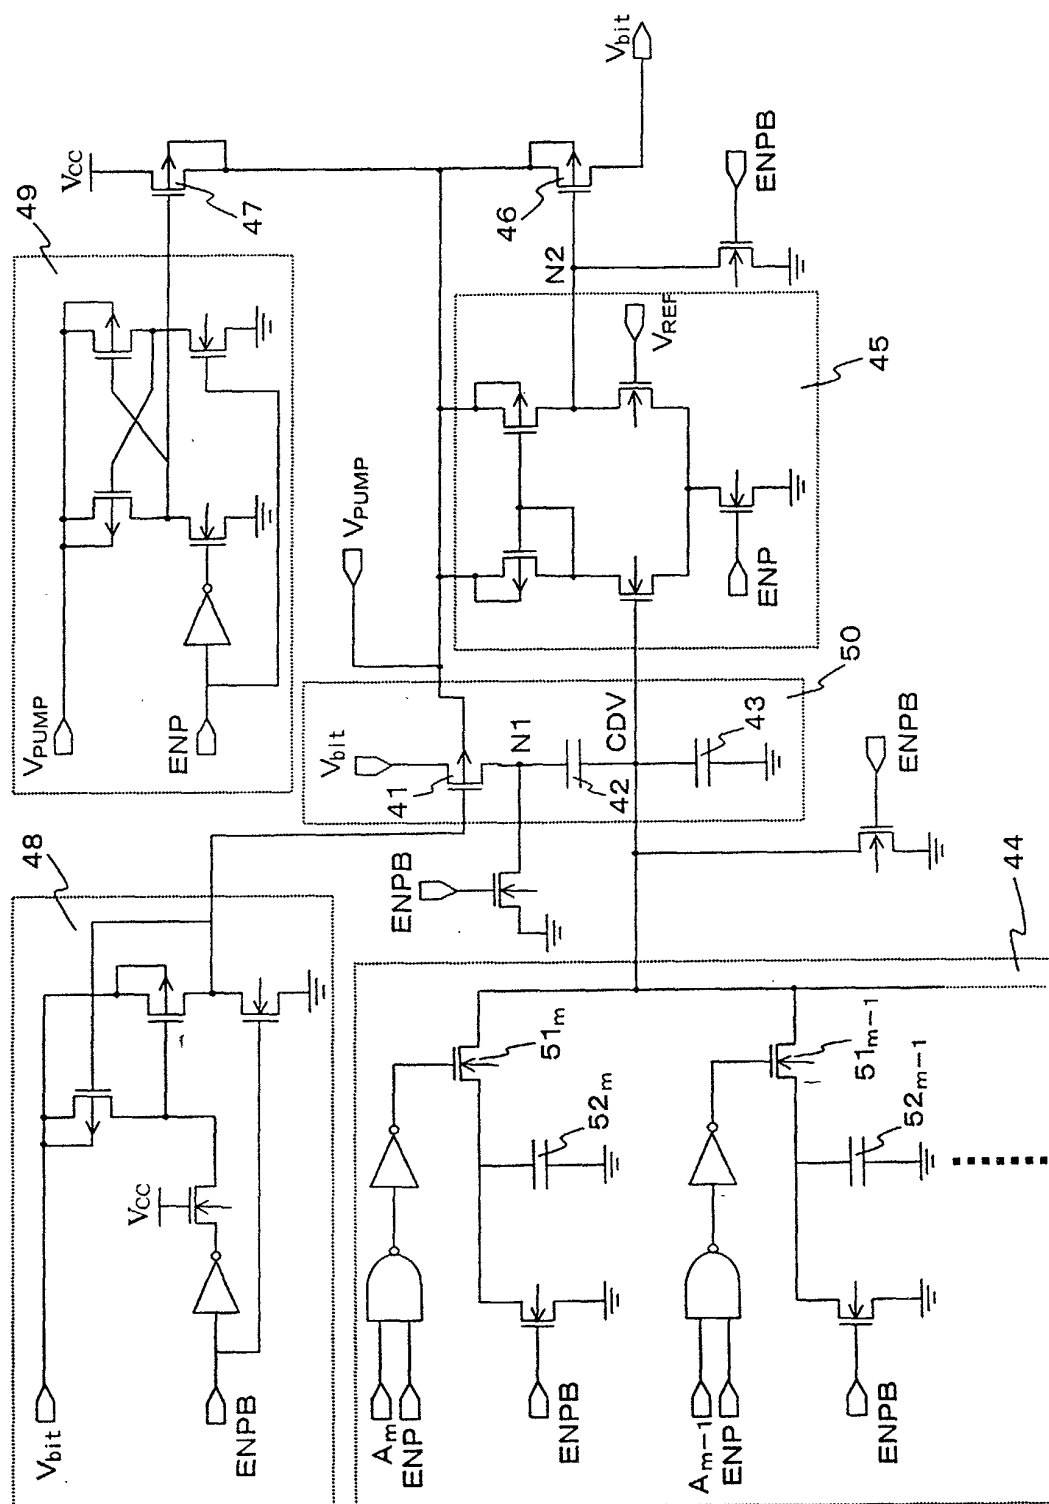 48
Vbit
Vcc
ENPB
49
VPUMP
ENP
Vcc
47
VPUMP
46
N2
Vbit
ENPB
VREF
ENP
45
Vbit
41
N1
42
CDV
43
50
ENPB
ENPB
44
Am
ENP
ENPB
51m
52m
Am-1
ENP
ENPB
51m-1
52m-1